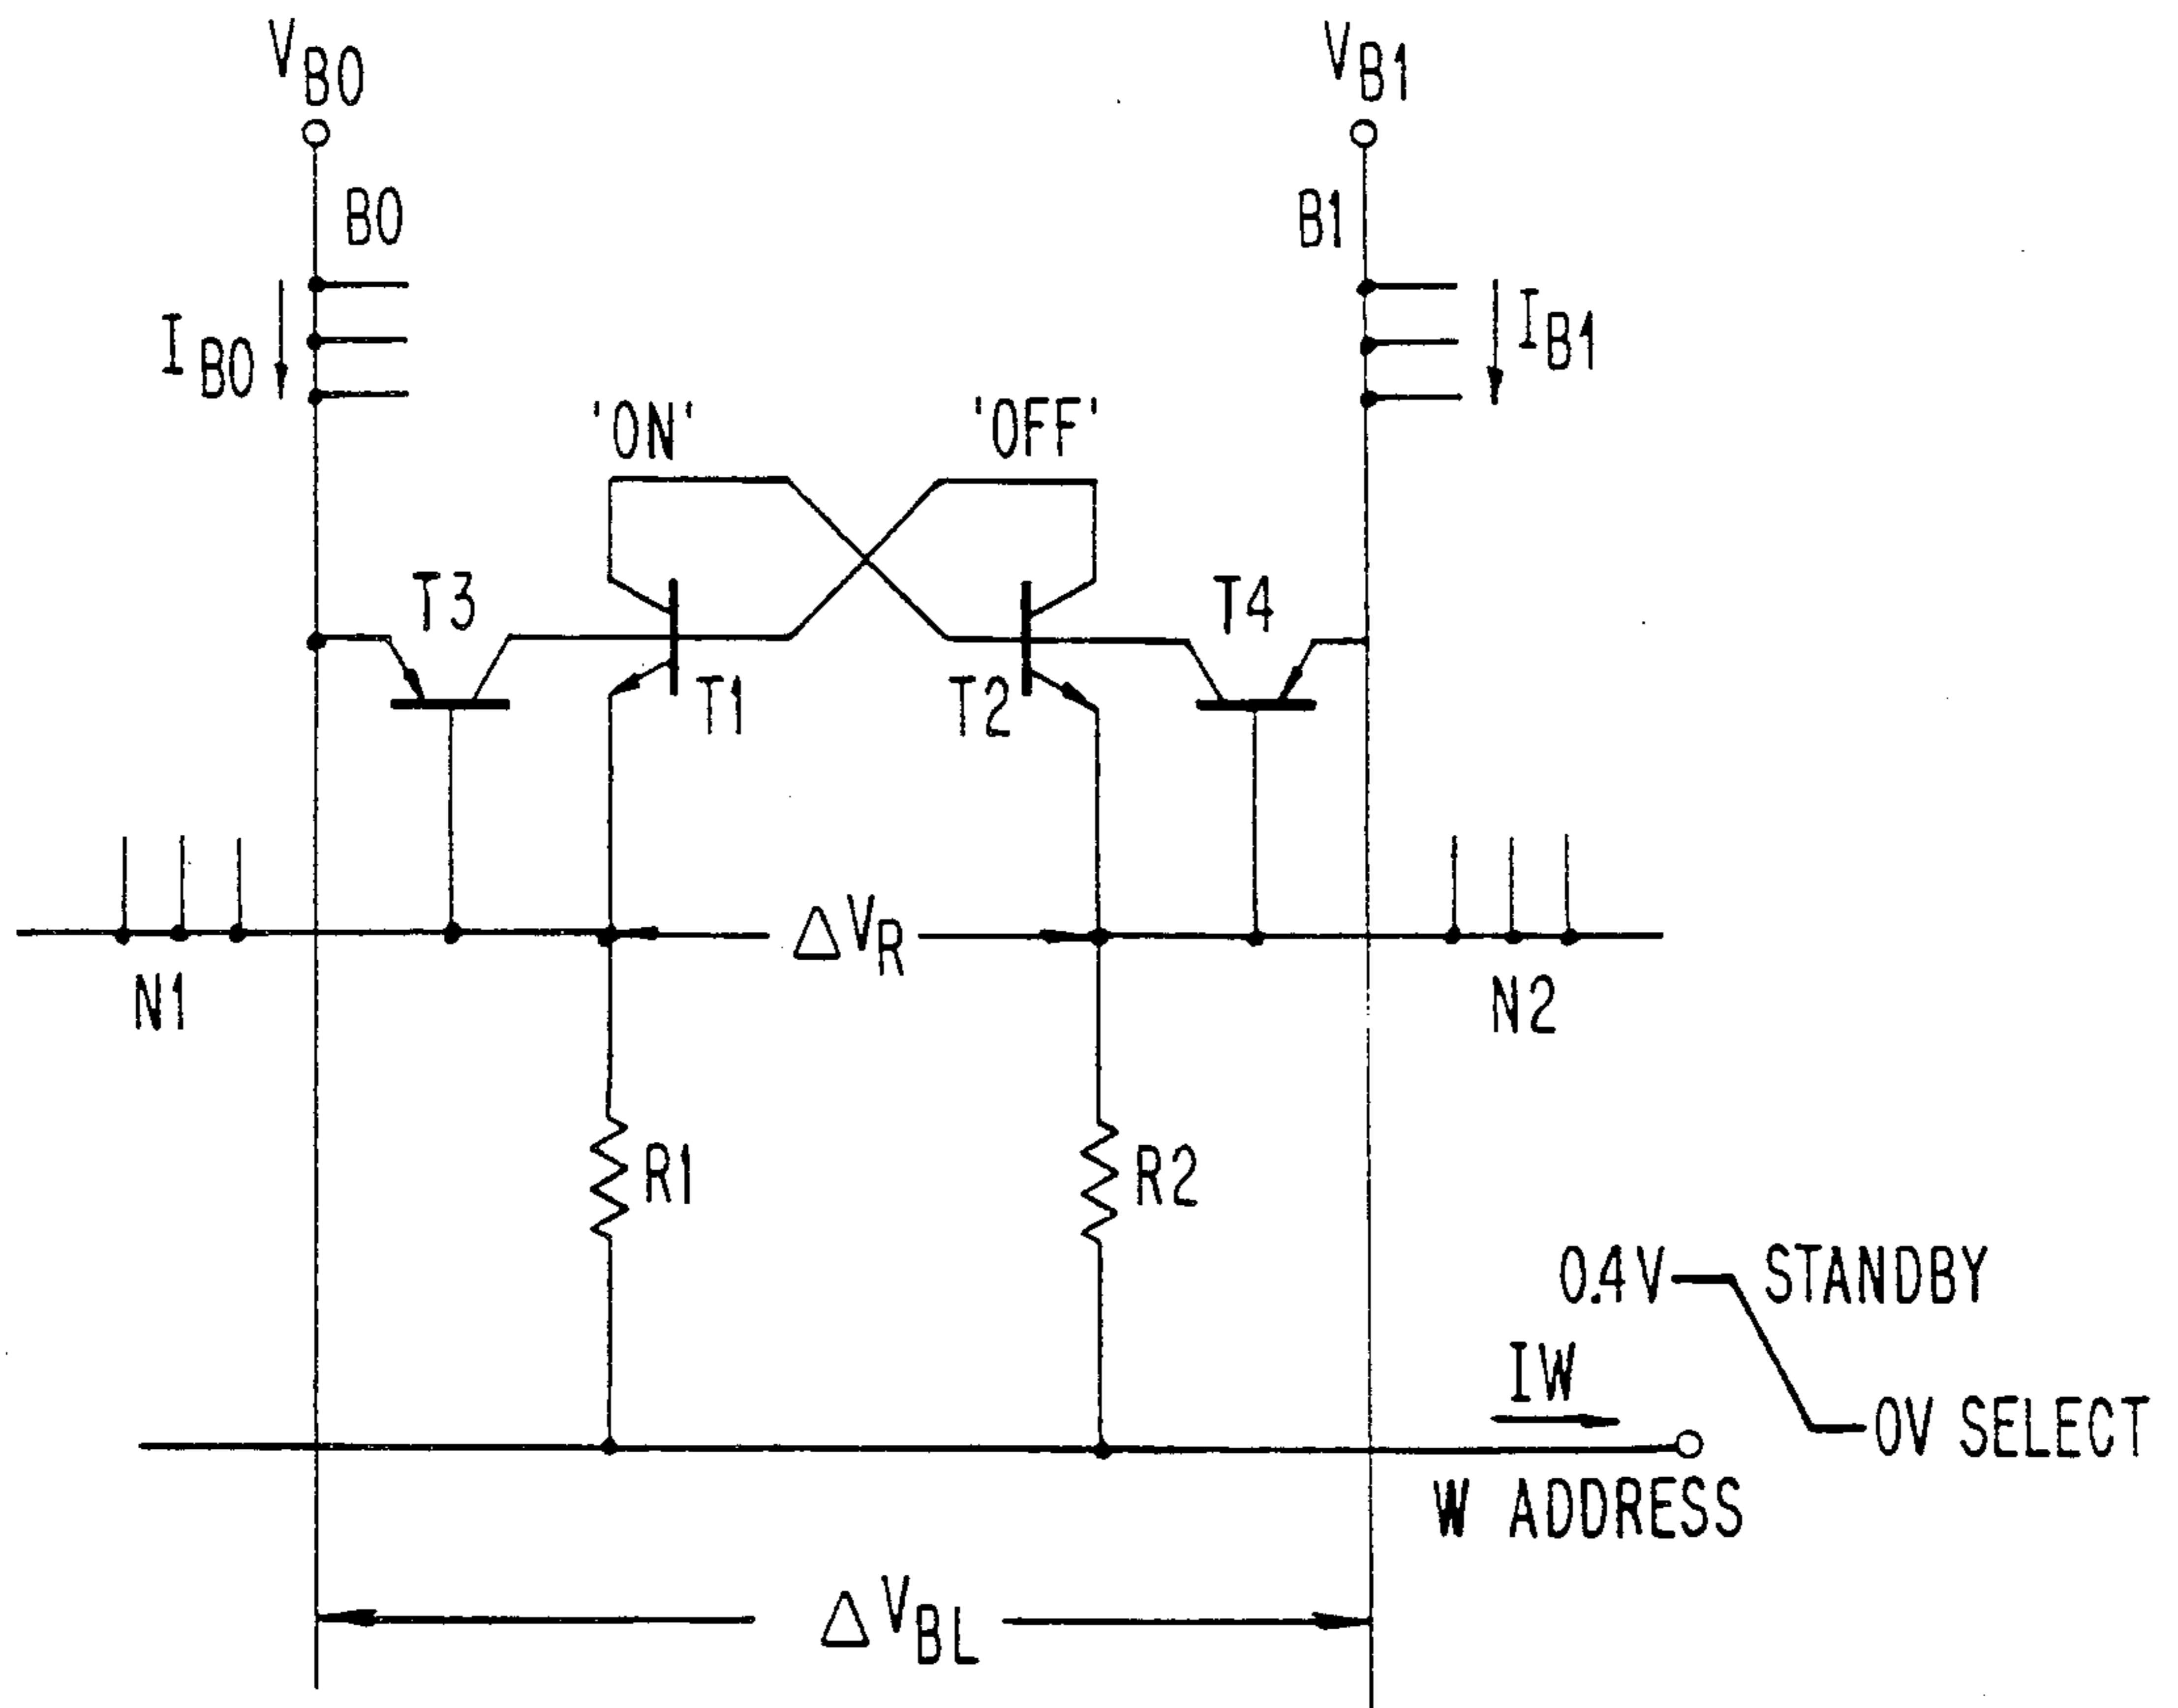 VB0 VB1
B0 B1
IB0 IB1
'ON' 'OFF'
T3 T4
T1 T2
ΔVR
N1 N2
R1 R2
0.4V STANDBY
IW
0V SELECT
W ADDRESS
ΔVBL